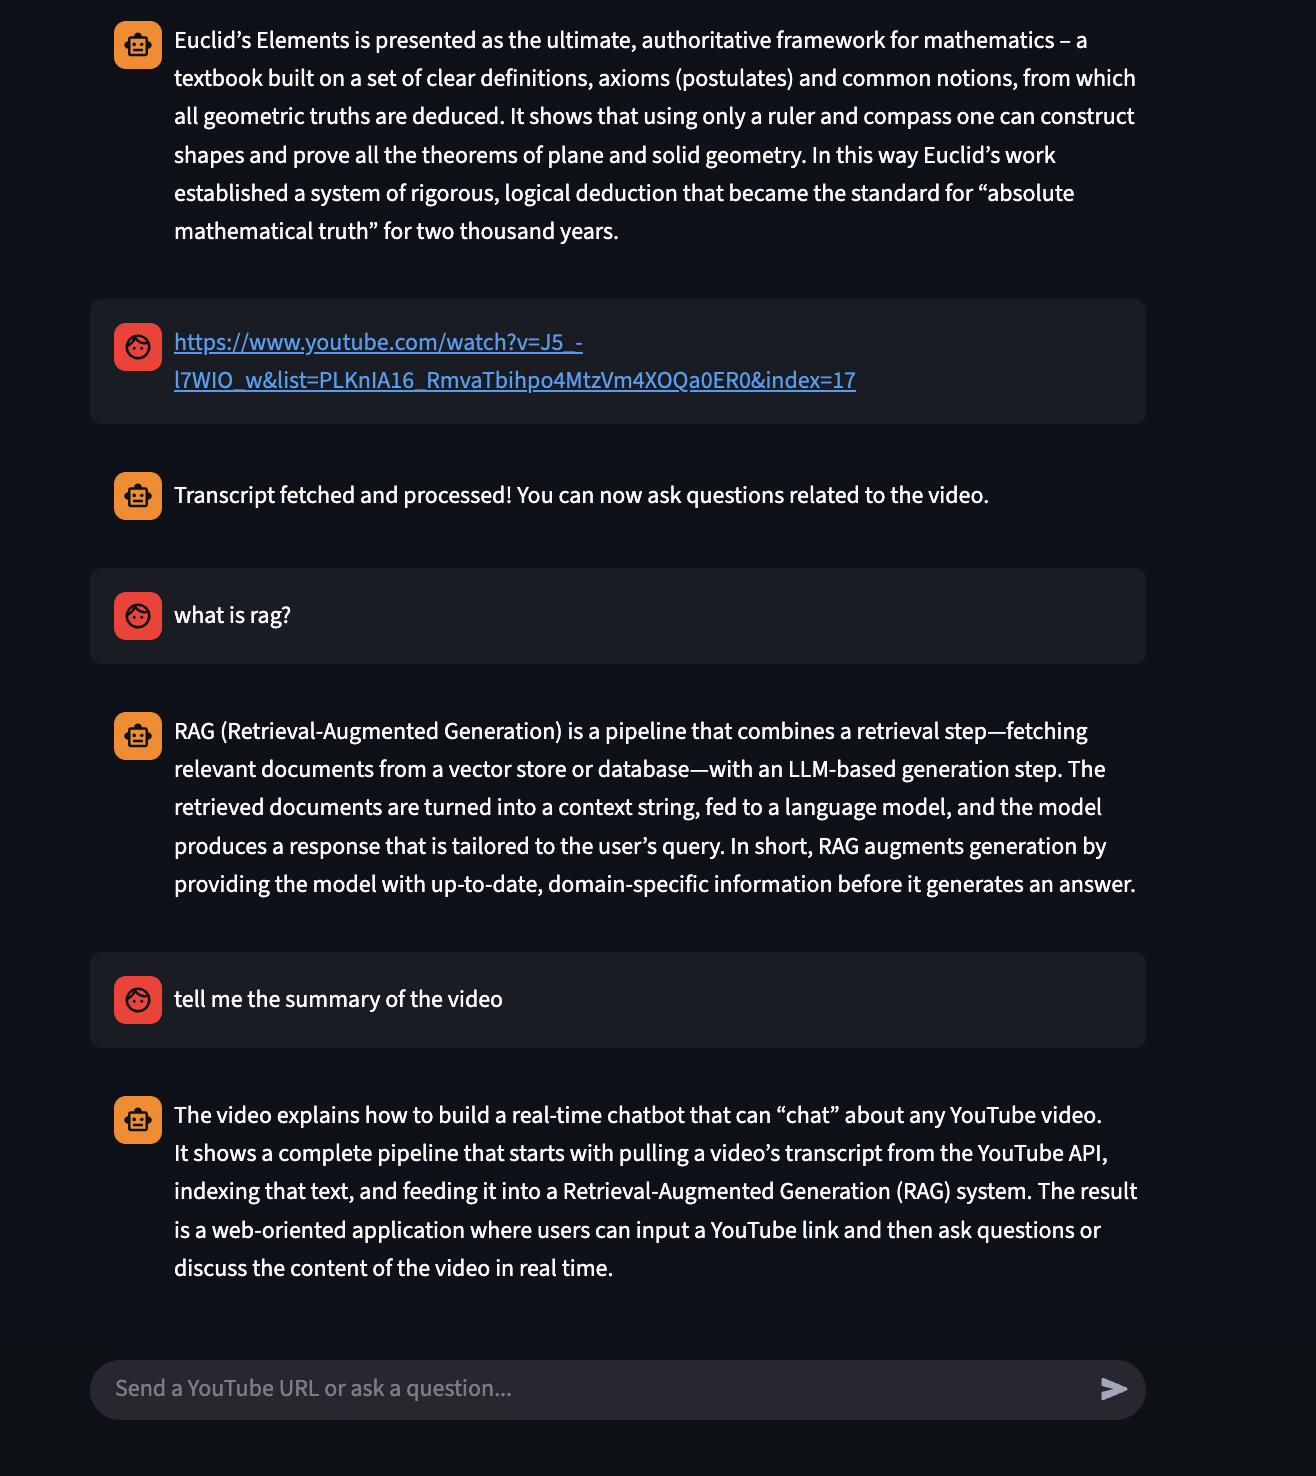 Euclid’s Elements is presented as the ultimate, authoritative framework for mathematics – a
textbook built on a set of clear definitions, axioms (postulates) and common notions, from which
all geometric truths are deduced. It shows that using only a ruler and compass one can construct
shapes and prove all the theorems of plane and solid geometry. In this way Euclid’s work
established a system of rigorous, logical deduction that became the standard for “absolute
mathematical truth” for two thousand years.
https://www.youtube.com/watch?v=J5_-
l7WIO_w&list=PLKnIA16_RmvaTbihpo4MtzVm4XOQa0ER0&index=17
Transcript fetched and processed! You can now ask questions related to the video.
what is rag?
RAG (Retrieval-Augmented Generation) is a pipeline that combines a retrieval step—fetching
relevant documents from a vector store or database—with an LLM-based generation step. The
retrieved documents are turned into a context string, fed to a language model, and the model
produces a response that is tailored to the user’s query. In short, RAG augments generation by
providing the model with up-to-date, domain-specific information before it generates an answer.
tell me the summary of the video
The video explains how to build a real-time chatbot that can “chat” about any YouTube video.
It shows a complete pipeline that starts with pulling a video’s transcript from the YouTube API,
indexing that text, and feeding it into a Retrieval-Augmented Generation (RAG) system. The result
is a web-oriented application where users can input a YouTube link and then ask questions or
discuss the content of the video in real time.
Send a YouTube URL or ask a question...